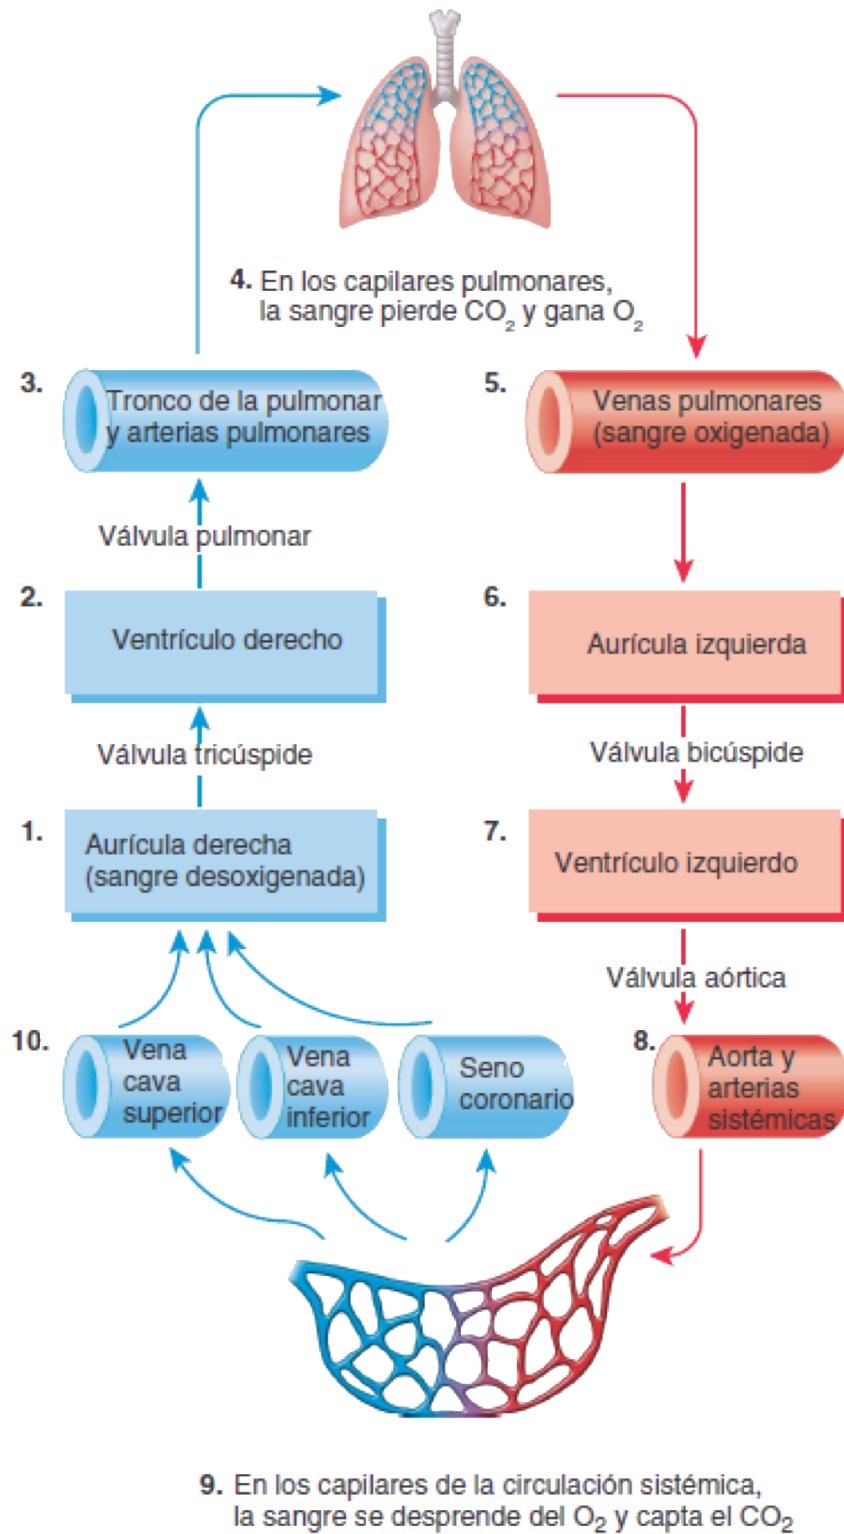 4. En los capilares pulmonares,
la sangre pierde CO₂ y gana O₂
3.
Tronco de la pulmonar
y arterias pulmonares
5.
Venas pulmonares
(sangre oxigenada)
Válvula pulmonar
2.
Ventrículo derecho
6.
Aurícula izquierda
Válvula tricúspide
Válvula bicúspide
1.
Aurícula derecha
(sangre desoxigenada)
7.
Ventrículo izquierdo
Válvula aórtica
10.
Vena
cava
superior
Vena
cava
inferior
Seno
coronario
8.
Aorta y
arterias
sistémicas
9. En los capilares de la circulación sistémica,
la sangre se desprende del O₂ y capta el CO₂